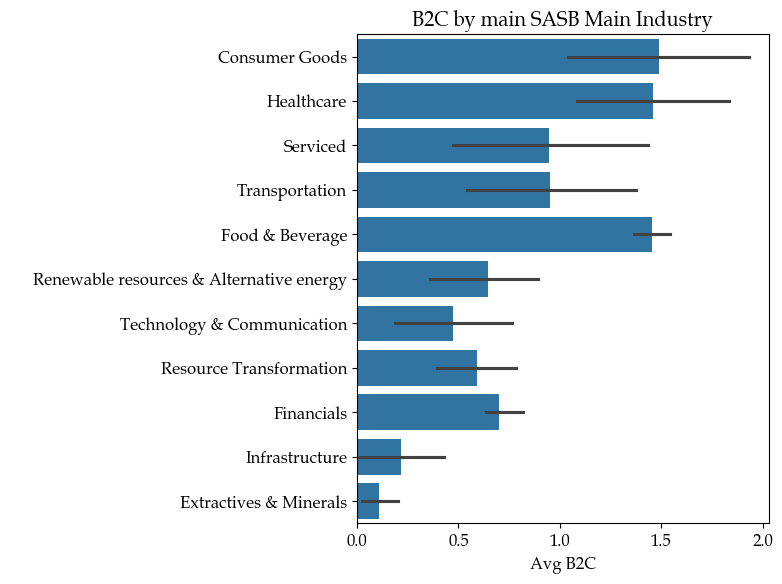 B2C by main SASB Main Industry
Consumer Goods
Healthcare
Serviced
Transportation
Food & Beverage
Renewable resources & Alternative energy
Technology & Communication
Resource Transformation
Financials
Infrastructure
Extractives & Minerals
0.0 0.5 1.0 1.5 2.0
Avg B2C